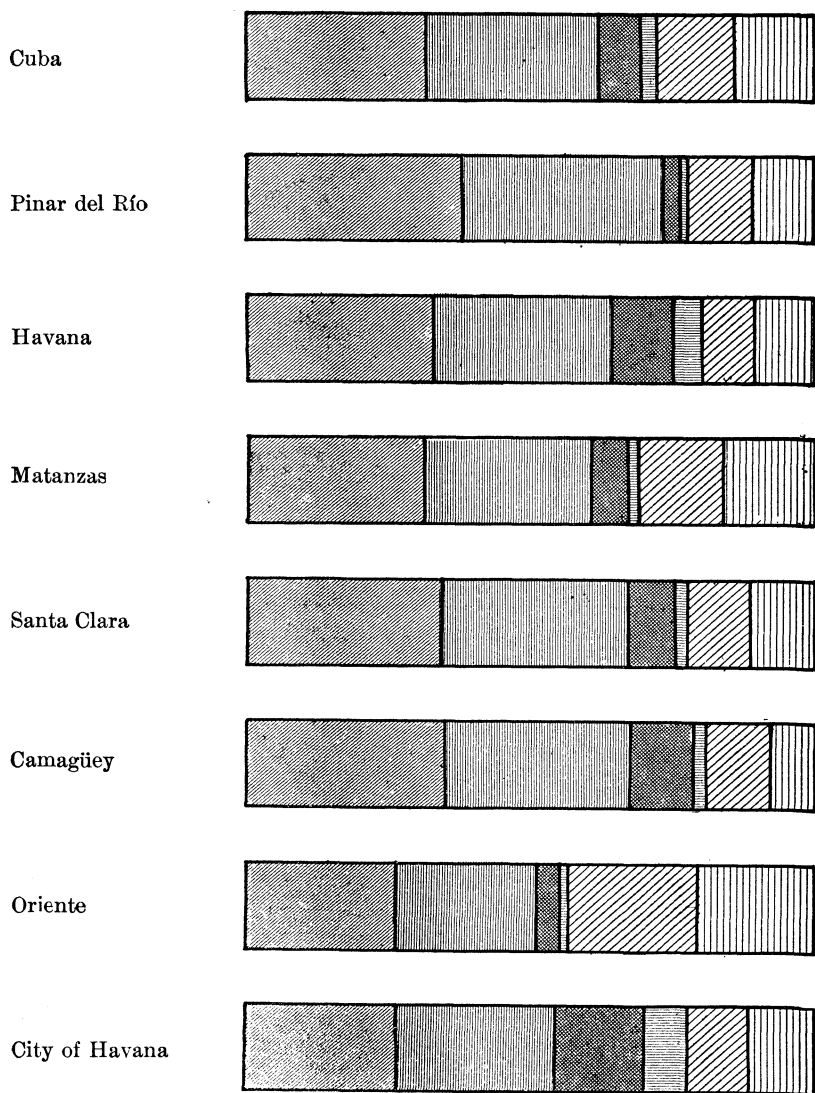 Cuba
Pinar del Río
Havana
Matanzas
Santa Clara
Camagüey
Oriente
City of Havana